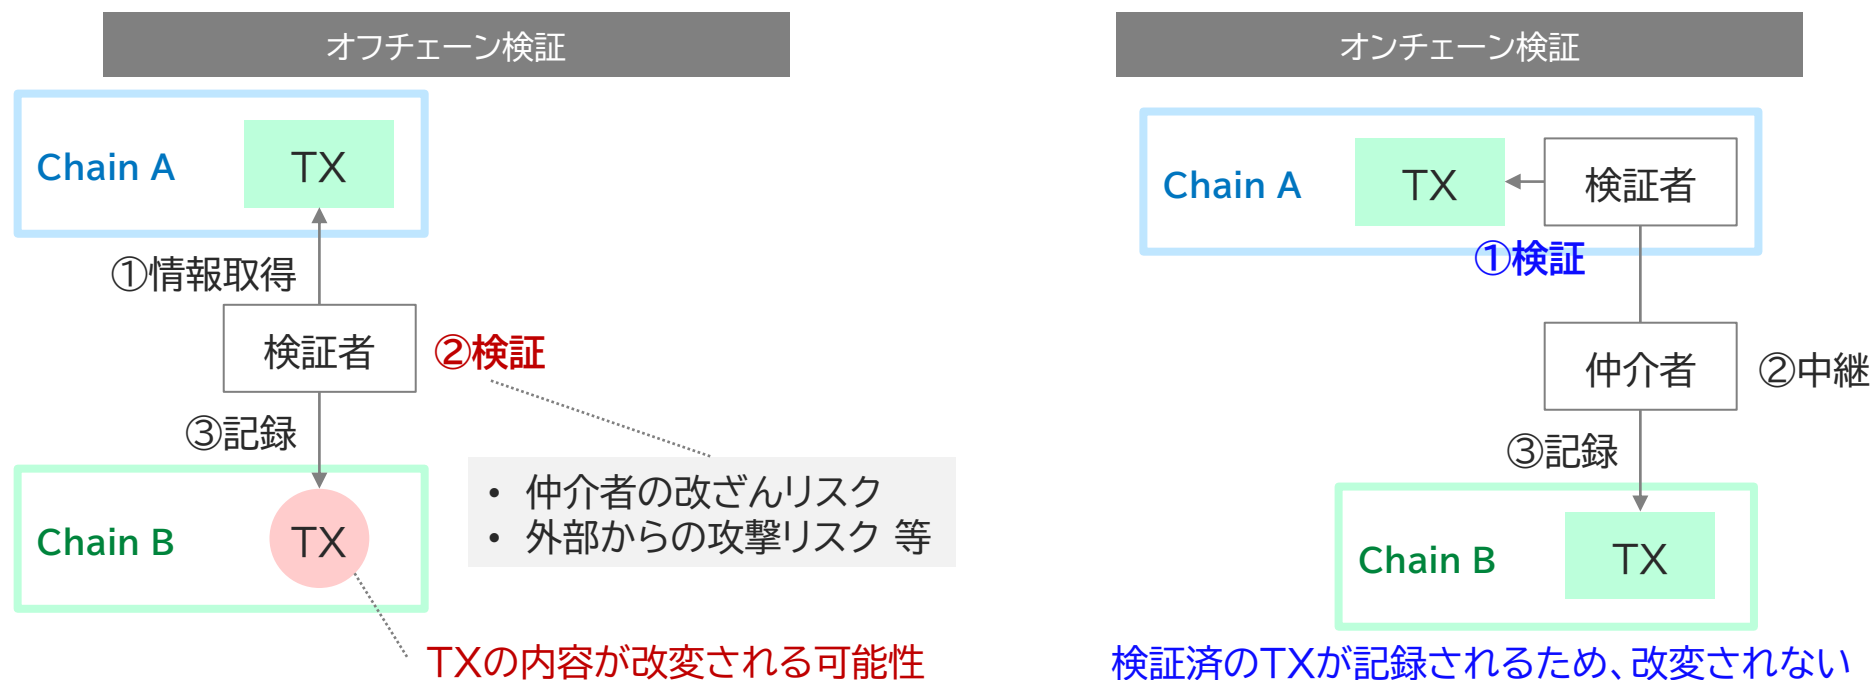 オフチェーン検証
Chain A
TX
①情報取得
検証者
②検証
③記録
• 仲介者の改ざんリスク
• 外部からの攻撃リスク 等
Chain B
TX
TXの内容が改変される可能性
オンチェーン検証
Chain A
TX
検証者
①検証
仲介者
②中継
③記録
Chain B
TX
検証済のTXが記録されるため、改変されない